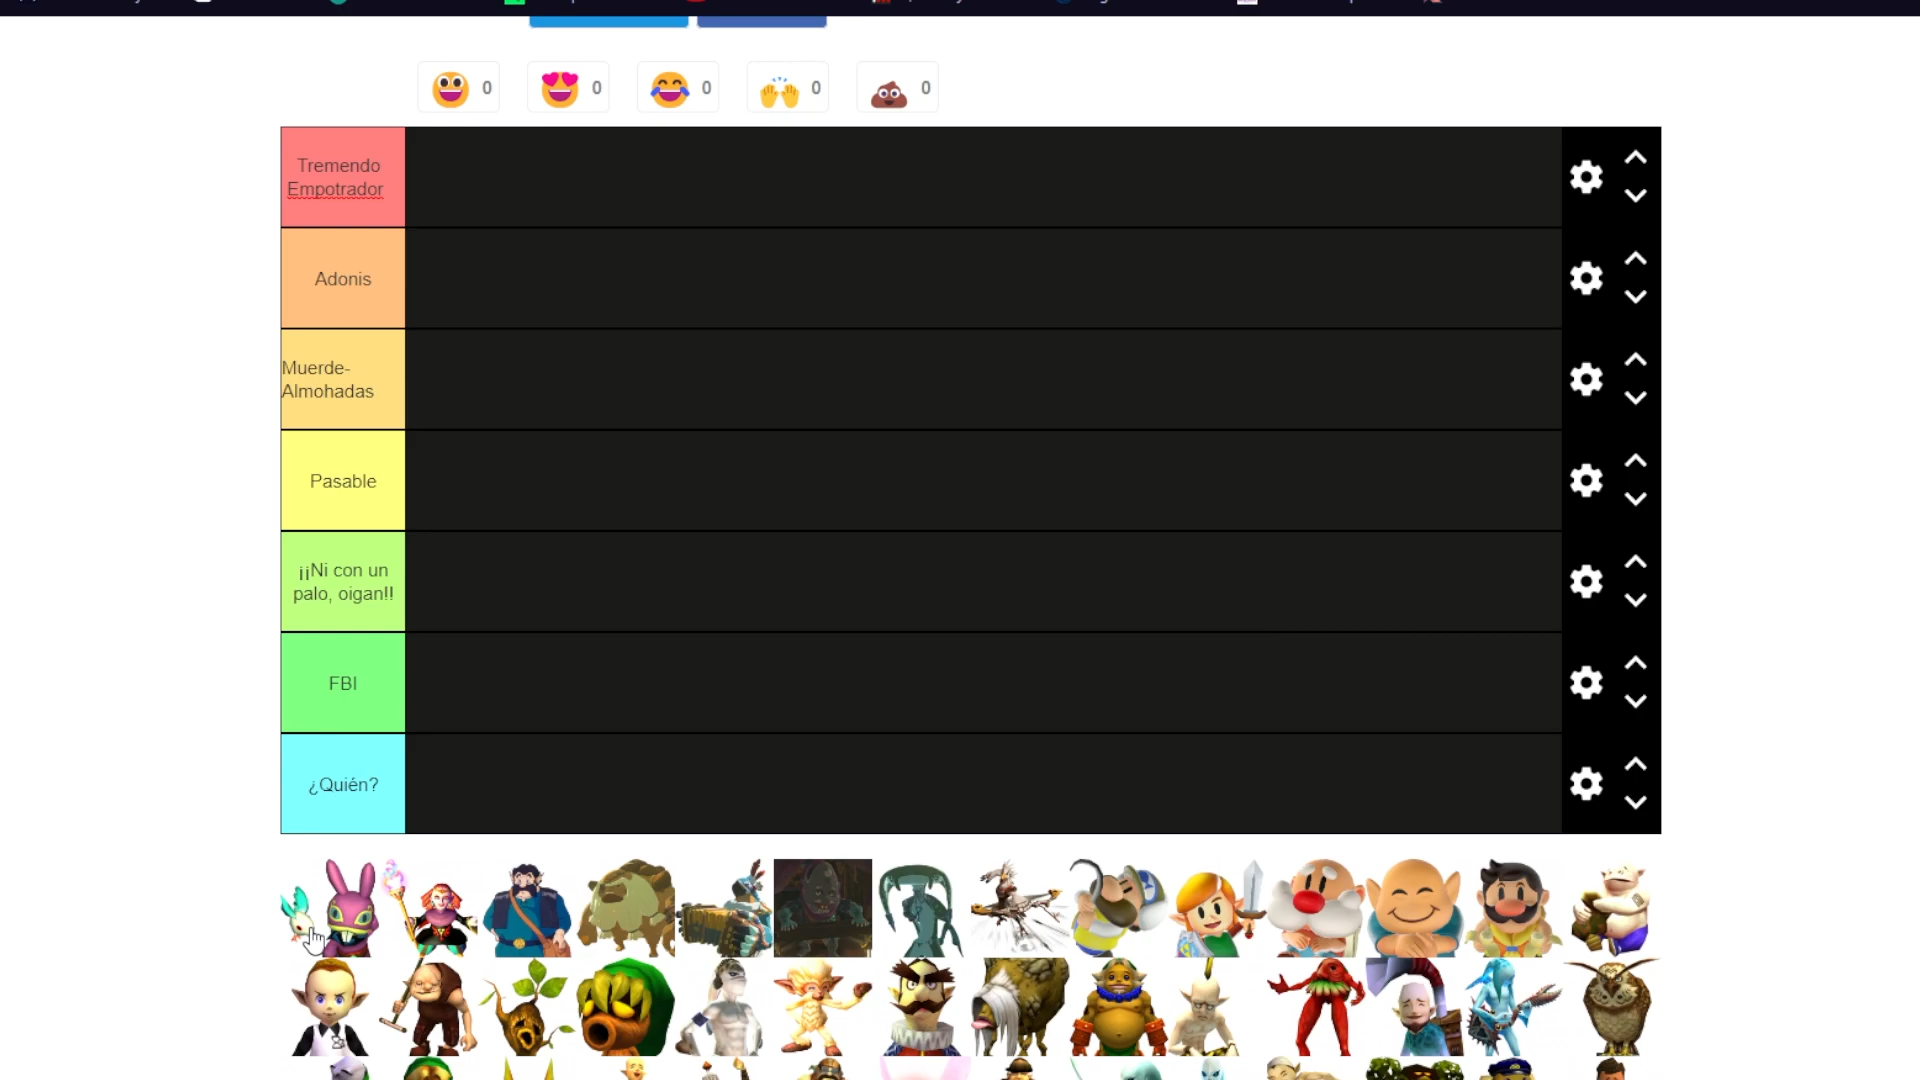 0
0
0
0
0
Tremendo
Empotrador
Adonis
Muerde-
Almohadas
Pasable
¡¡Ni con un
palo, oigan!!
FBI
¿Quién?